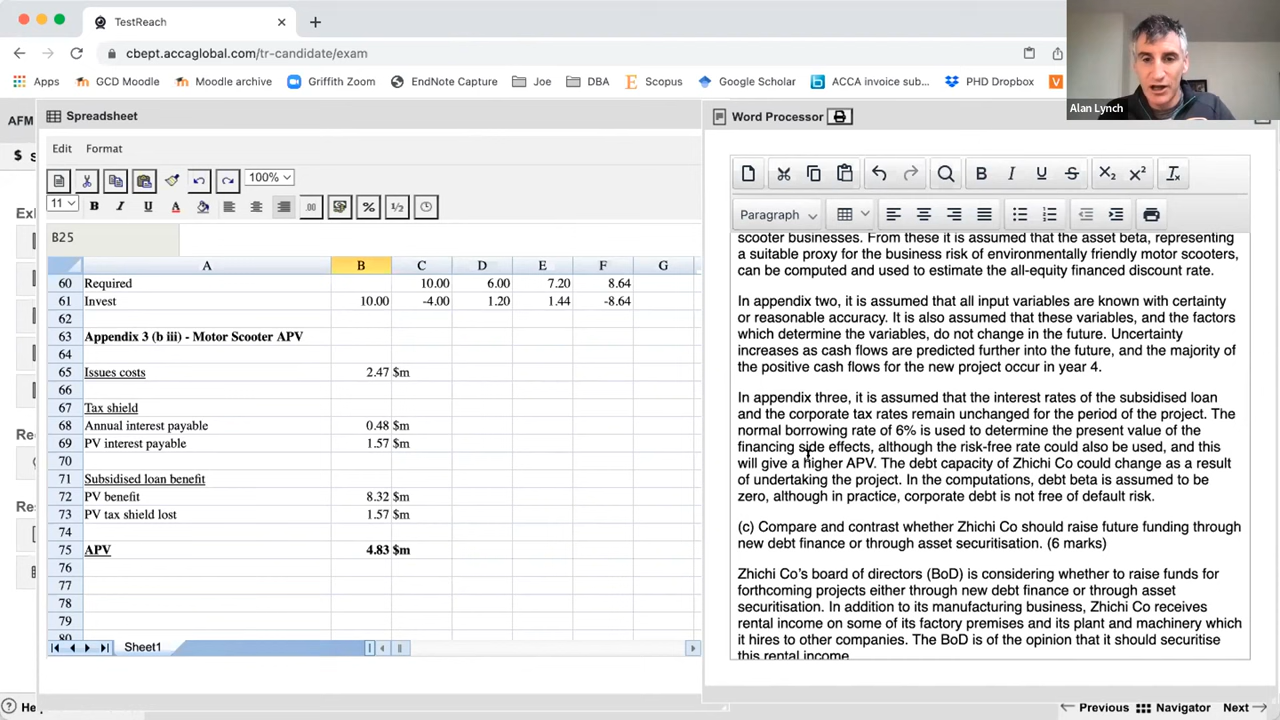 TestReach
cbept.accaglobal.com/tr-candidate/exam
Apps GCD Moodle Moodle archive Griffith Zoom EndNote Capture Joe DBA Scopus Google Scholar ACCA invoice sub... PHD Dropbox
Alan Lynch
AFM
Spreadsheet
Word Processor
$
Edit Format
100%
11
Paragraph
B25
A B C D E F G
60 Required 10.00 6.00 7.20 8.64
61 Invest 10.00 -4.00 1.20 1.44 -8.64
62
63 Appendix 3 (b iii) - Motor Scooter APV
64
65 Issues costs 2.47 $m
66
67 Tax shield
68 Annual interest payable 0.48 $m
69 PV interest payable 1.57 $m
70
71 Subsidised loan benefit
72 PV benefit 8.32 $m
73 PV tax shield lost 1.57 $m
74
75 APV 4.83 $m
76
77
78
79
80
Sheet1
scooter businesses. From these it is assumed that the asset beta, representing
a suitable proxy for the business risk of environmentally friendly motor scooters,
can be computed and used to estimate the all-equity financed discount rate.
In appendix two, it is assumed that all input variables are known with certainty
or reasonable accuracy. It is also assumed that these variables, and the factors
which determine the variables, do not change in the future. Uncertainty
increases as cash flows are predicted further into the future, and the majority of
the positive cash flows for the new project occur in year 4.
In appendix three, it is assumed that the interest rates of the subsidised loan
and the corporate tax rates remain unchanged for the period of the project. The
normal borrowing rate of 6% is used to determine the present value of the
financing side effects, although the risk-free rate could also be used, and this
will give a higher APV. The debt capacity of Zhichi Co could change as a result
of undertaking the project. In the computations, debt beta is assumed to be
zero, although in practice, corporate debt is not free of default risk.
(c) Compare and contrast whether Zhichi Co should raise future funding through
new debt finance or through asset securitisation. (6 marks)
Zhichi Co's board of directors (BoD) is considering whether to raise funds for
forthcoming projects either through new debt finance or through asset
securitisation. In addition to its manufacturing business, Zhichi Co receives
rental income on some of its factory premises and its plant and machinery which
it hires to other companies. The BoD is of the opinion that it should securitise
this rental income
Previous Navigator Next